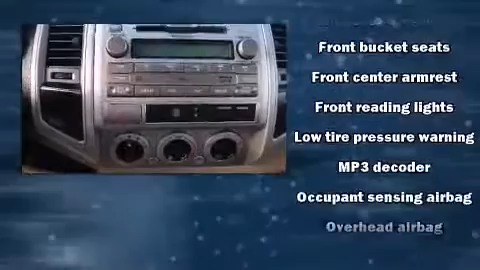 Front bucket seats
Front center armrest
Front reading lights
Low tire pressure warning
MP3 decoder
Occupant sensing airbag
Overhead airbag